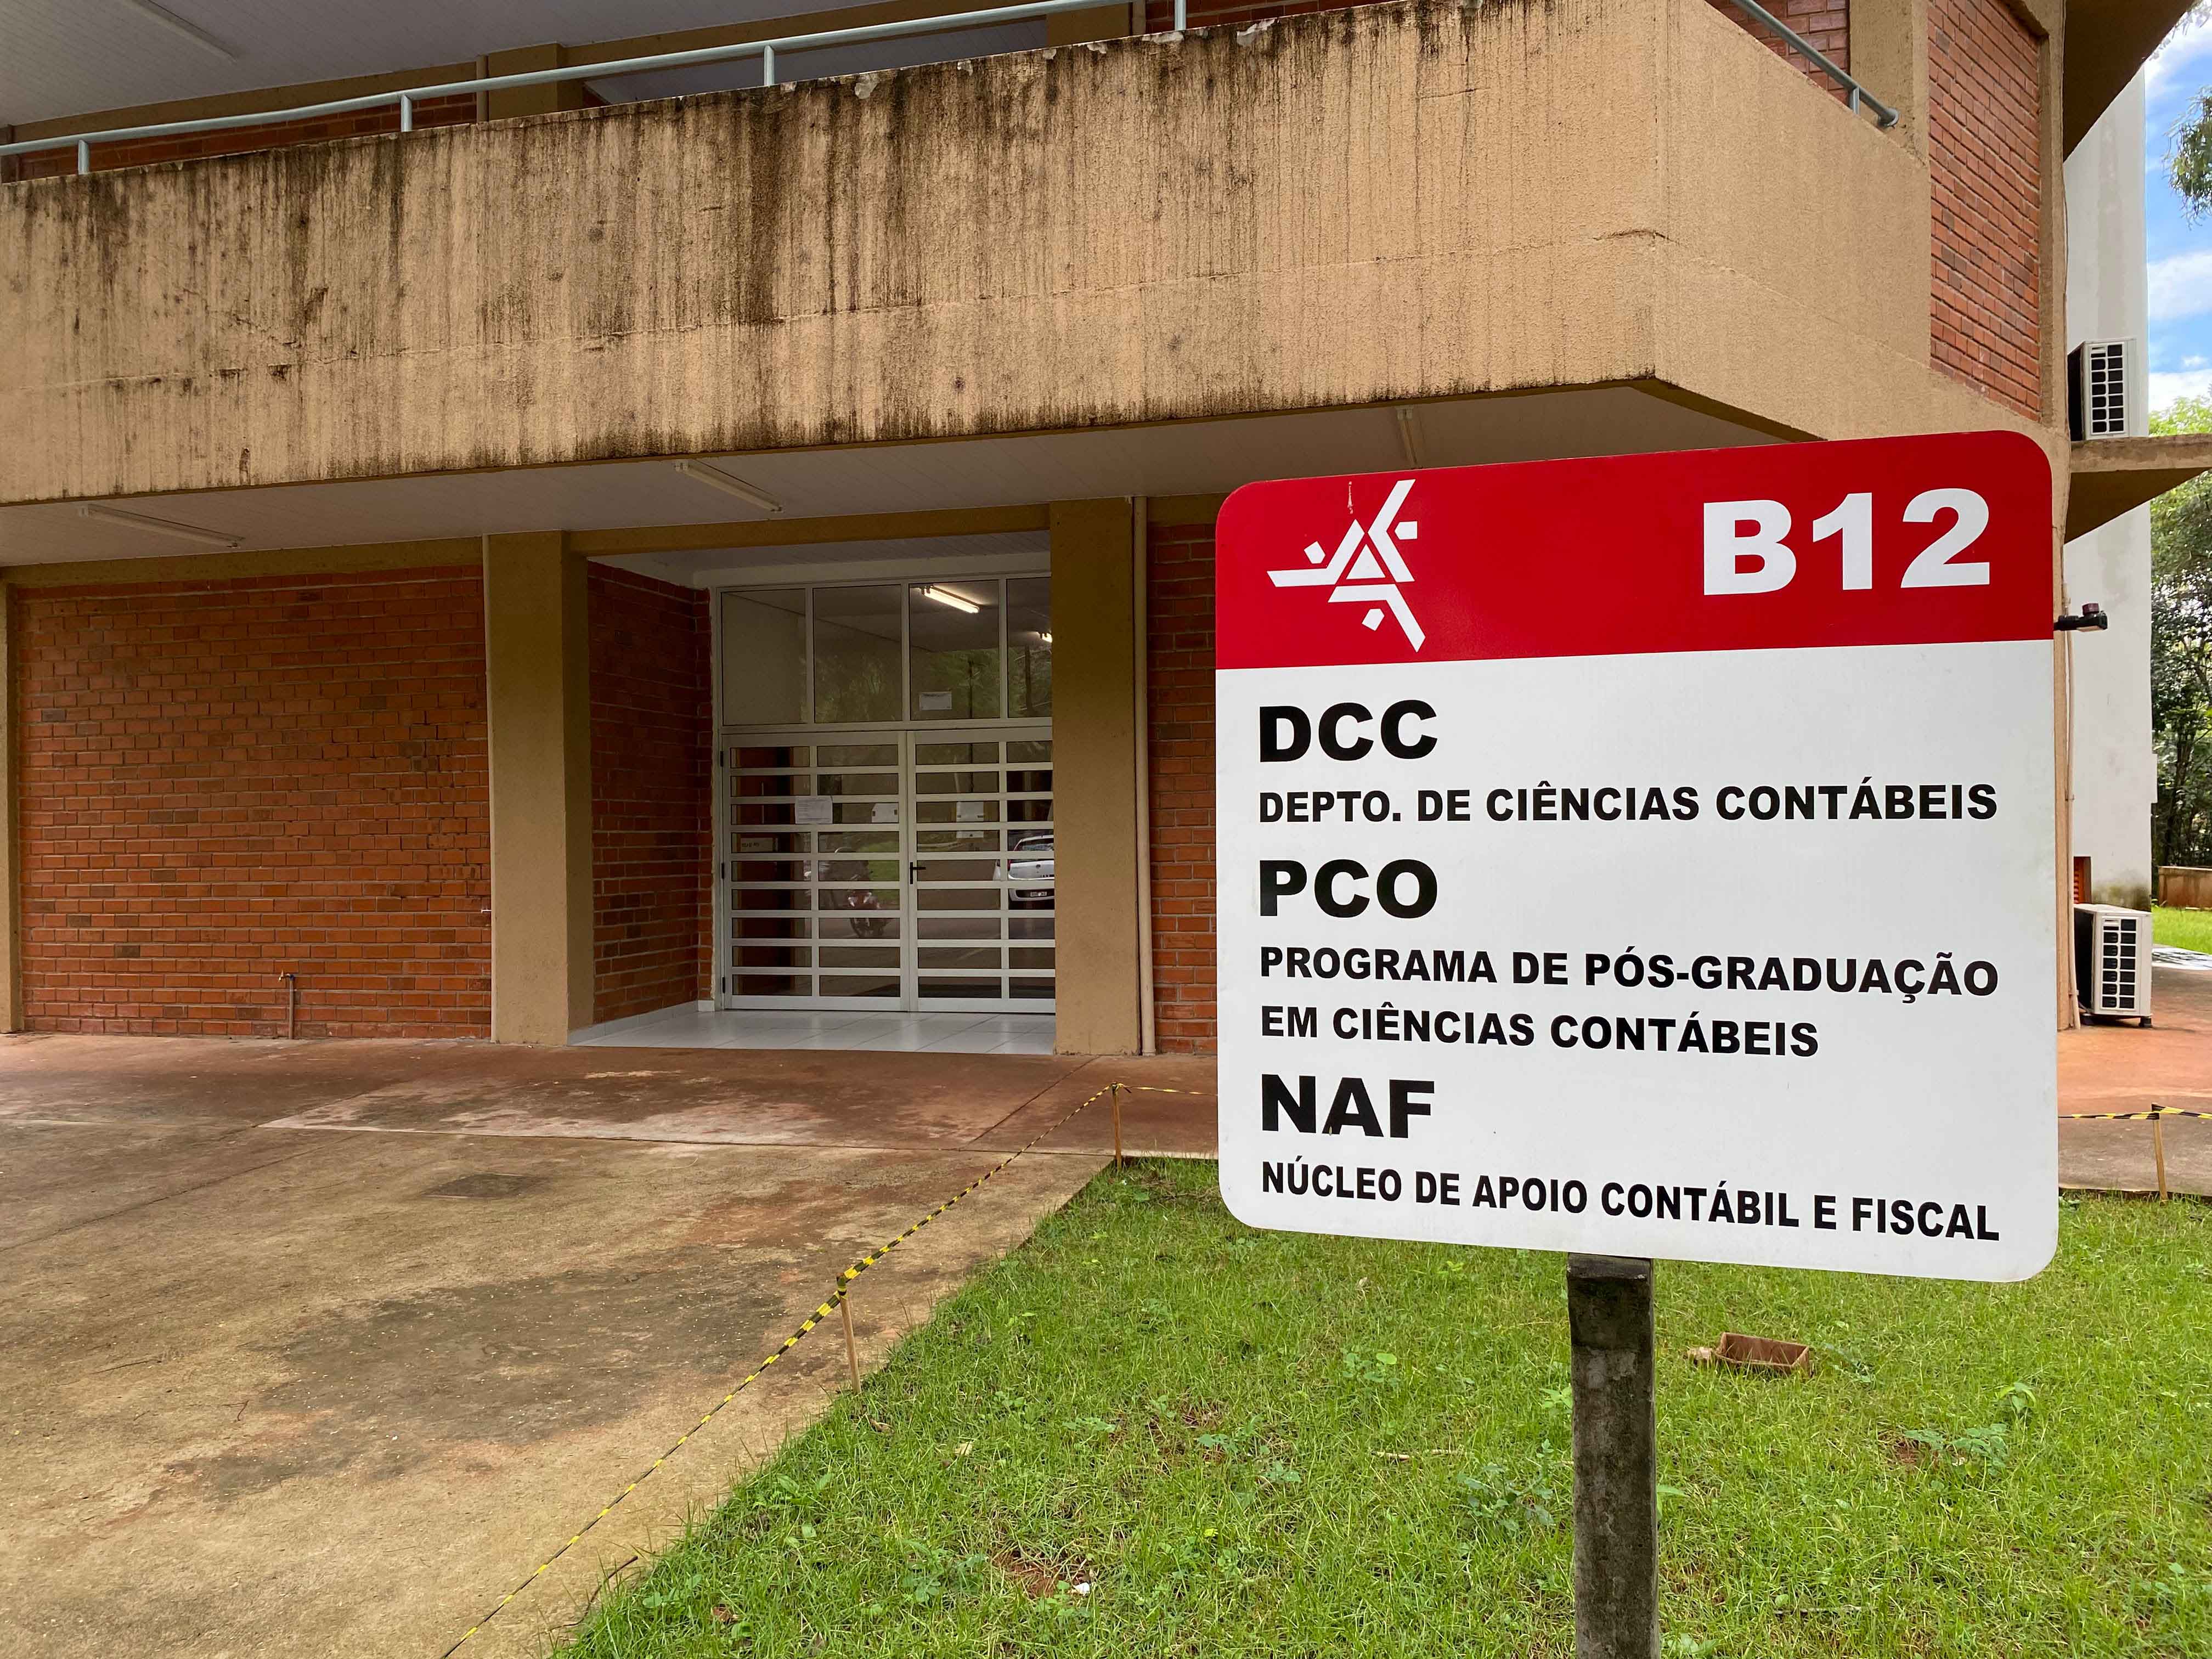 B12
DCC
DEPTO. DE CIÊNCIAS CONTÁBEIS
PCO
PROGRAMA DE PÓS-GRADUAÇÃO
EM CIÊNCIAS CONTÁBEIS
NAF
NÚCLEO DE APOIO CONTÁBIL E FISCAL